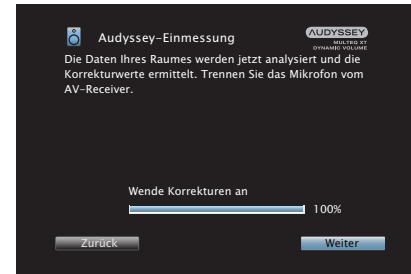 Audyssey-Einmessung
AUDYSSEY
MULTEQ XT
DYNAMIC VOLUME
Die Daten Ihres Raumes werden jetzt analysiert und die
Korrekturwerte ermittelt. Trennen Sie das Mikrofon vom
AV-Receiver.
Wende Korrekturen an
100%
Zurück
Weiter